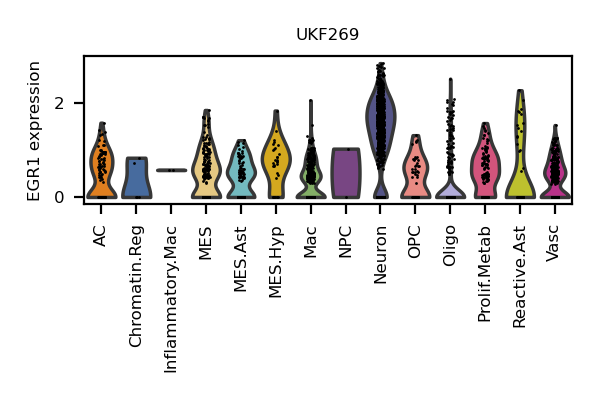 UKF269
EGR1 expression
2
0
AC
Chromatin.Reg
Inflammatory.Mac
MES
MES.Ast
MES.Hyp
Mac
NPC
Neuron
OPC
Oligo
Prolif.Metab
Reactive.Ast
Vasc